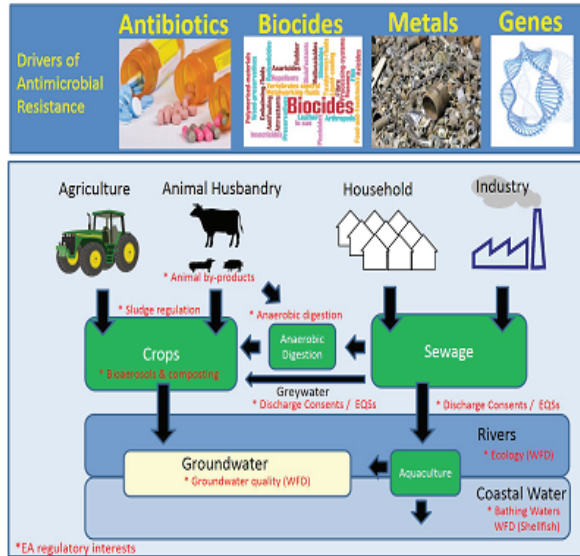 Antibiotics Biocides Metals Genes
Drivers of
Antimicrobial
Resistance
Biocides
Agriculture Animal Husbandry Household Industry
* Animal by-products
* Sludge regulation
* Anaerobic digestion
Anaerobic
Digestion
Crops
Sewage
* Bioaerosols & composting
Greywater
* Discharge Consents / EQSs
* Discharge Consents / EQSs
Rivers
* Ecology (WFD)
Groundwater
* Groundwater quality (WFD)
Aquaculture
Coastal Water
* Bathing Waters
WFD (Shellfish)
*EA regulatory interests